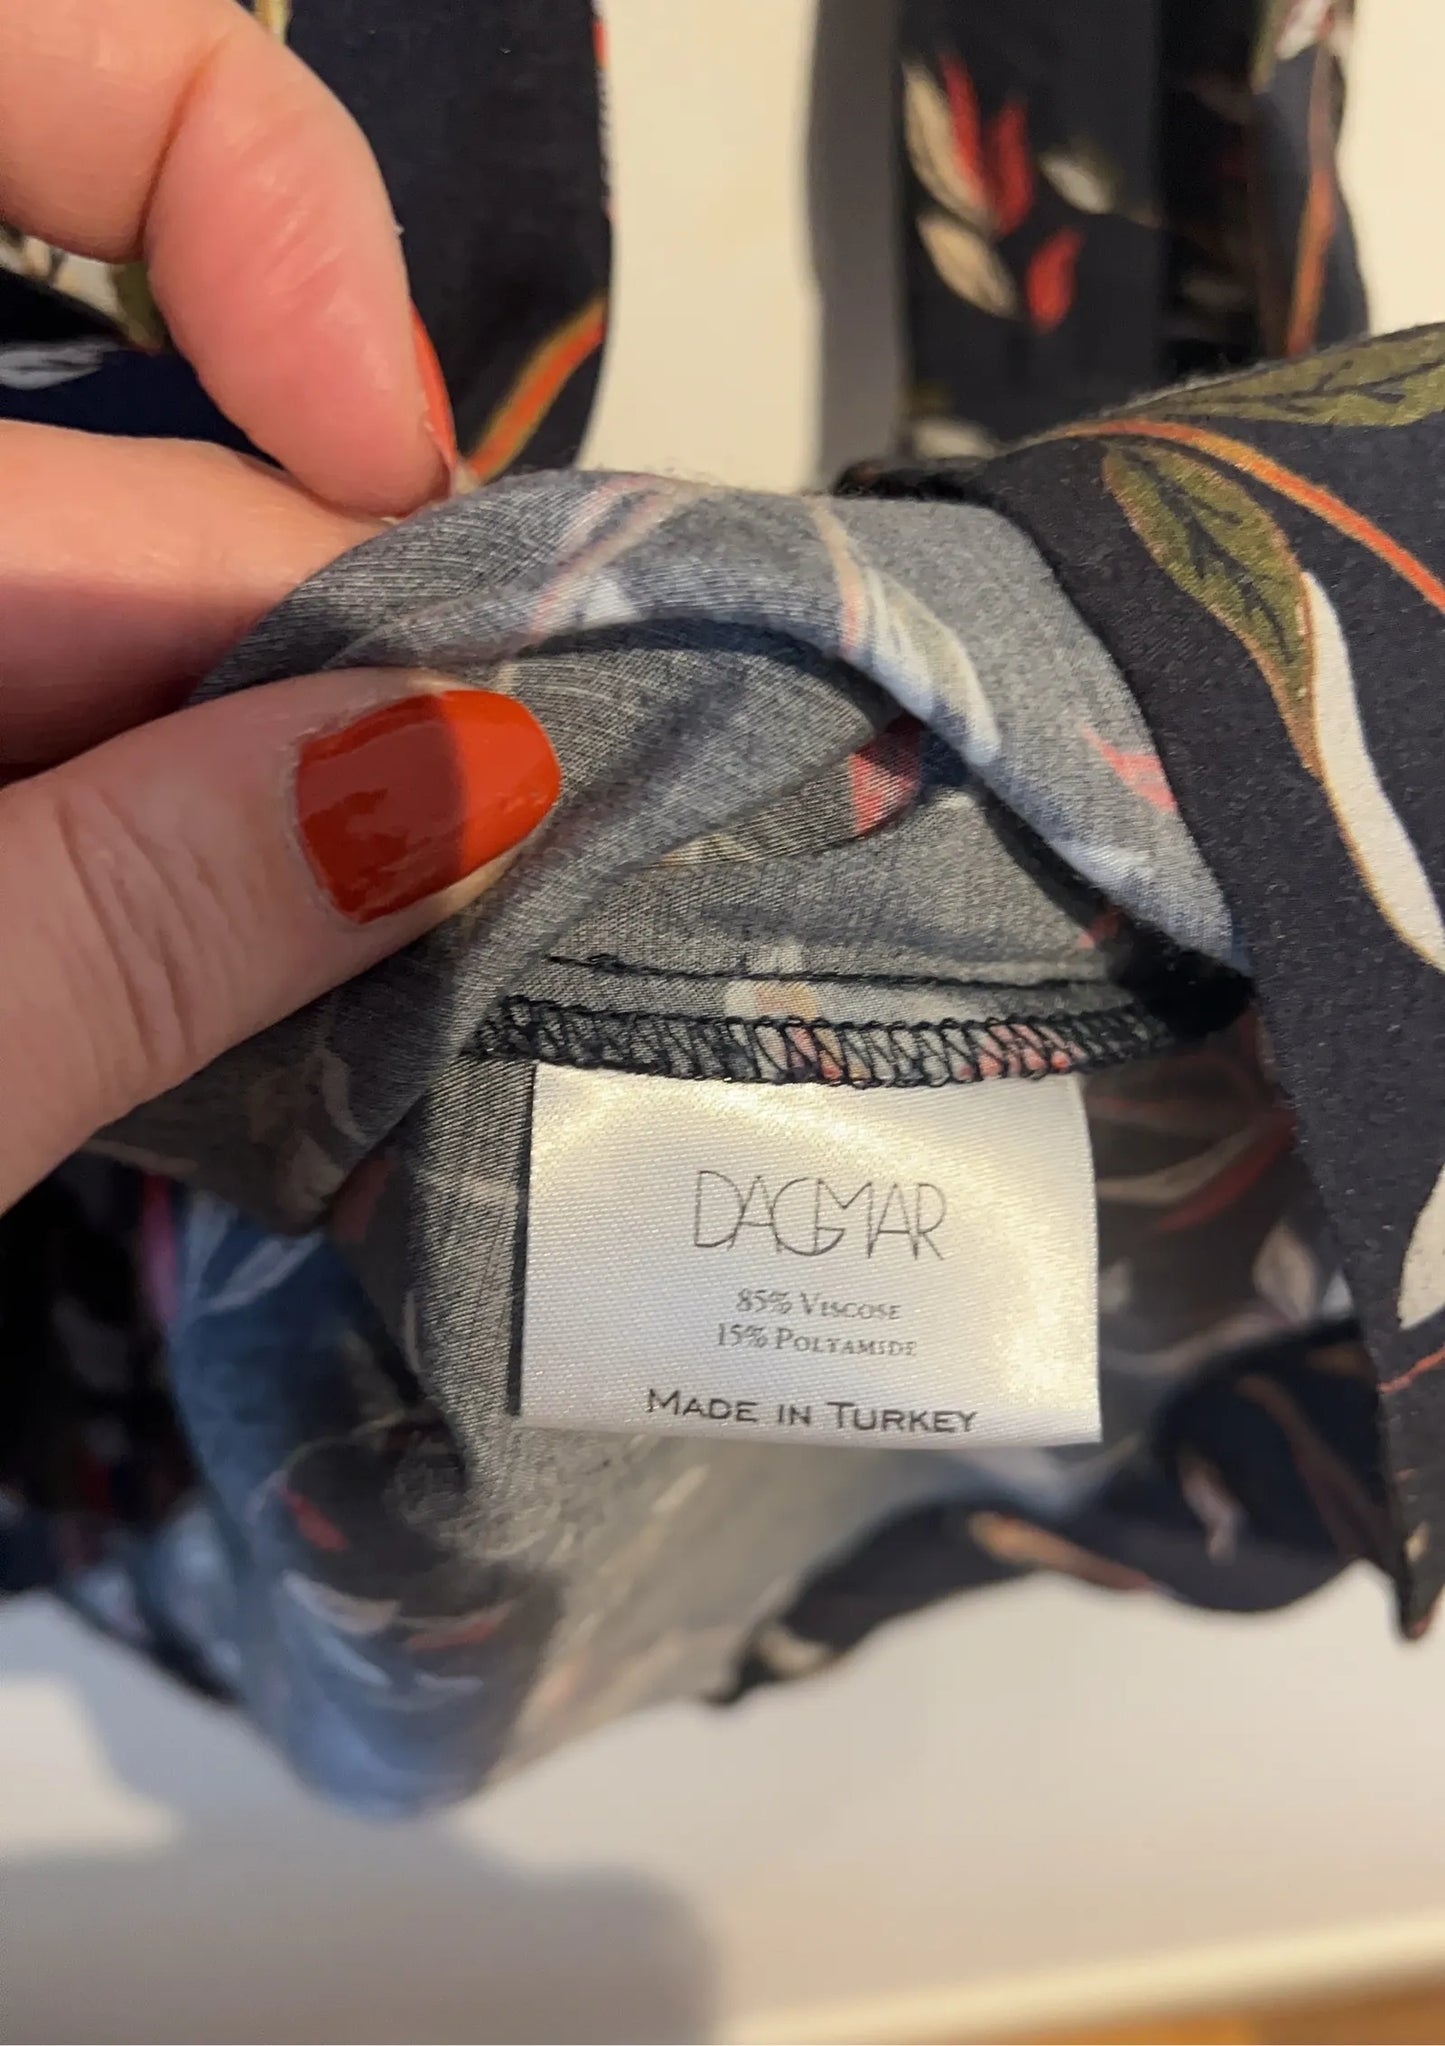 DAGMAR
85% VISCOSE
15% POLYAMIDE
MADE IN TURKEY